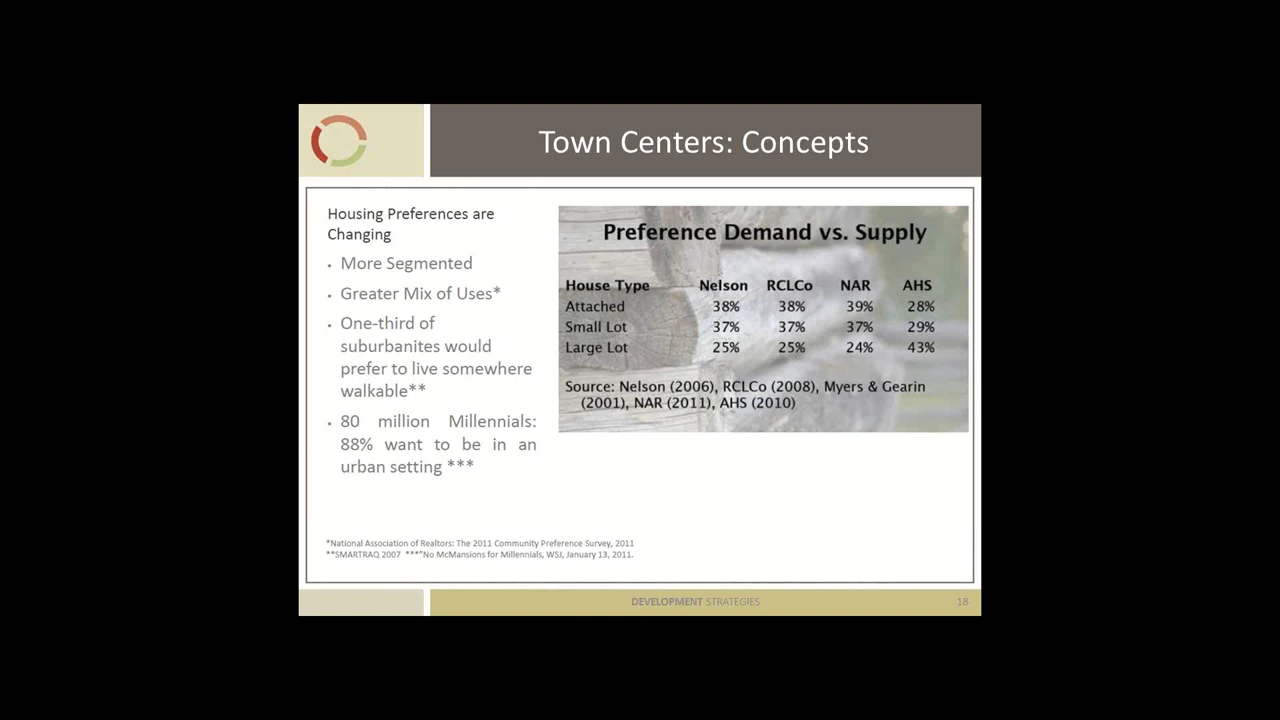 Town Centers: Concepts
Housing Preferences are
Changing
• More Segmented
• Greater Mix of Uses*
• One-third of
suburbanites would
prefer to live somewhere
walkable**
• 80 million Millennials:
88% want to be in an
urban setting ***
Preference Demand vs. Supply
House Type Nelson RCLCo NAR AHS
Attached 38% 38% 39% 28%
Small Lot 37% 37% 37% 29%
Large Lot 25% 25% 24% 43%
Source: Nelson (2006), RCLCo (2008), Myers & Gearin
(2001), NAR (2011), AHS (2010)
*National Association of Realtors: The 2011 Community Preference Survey, 2011
**SMARTRAQ 2007 ***"No McMansions for Millennials, WSJ, January 13, 2011.
DEVELOPMENT STRATEGIES
18